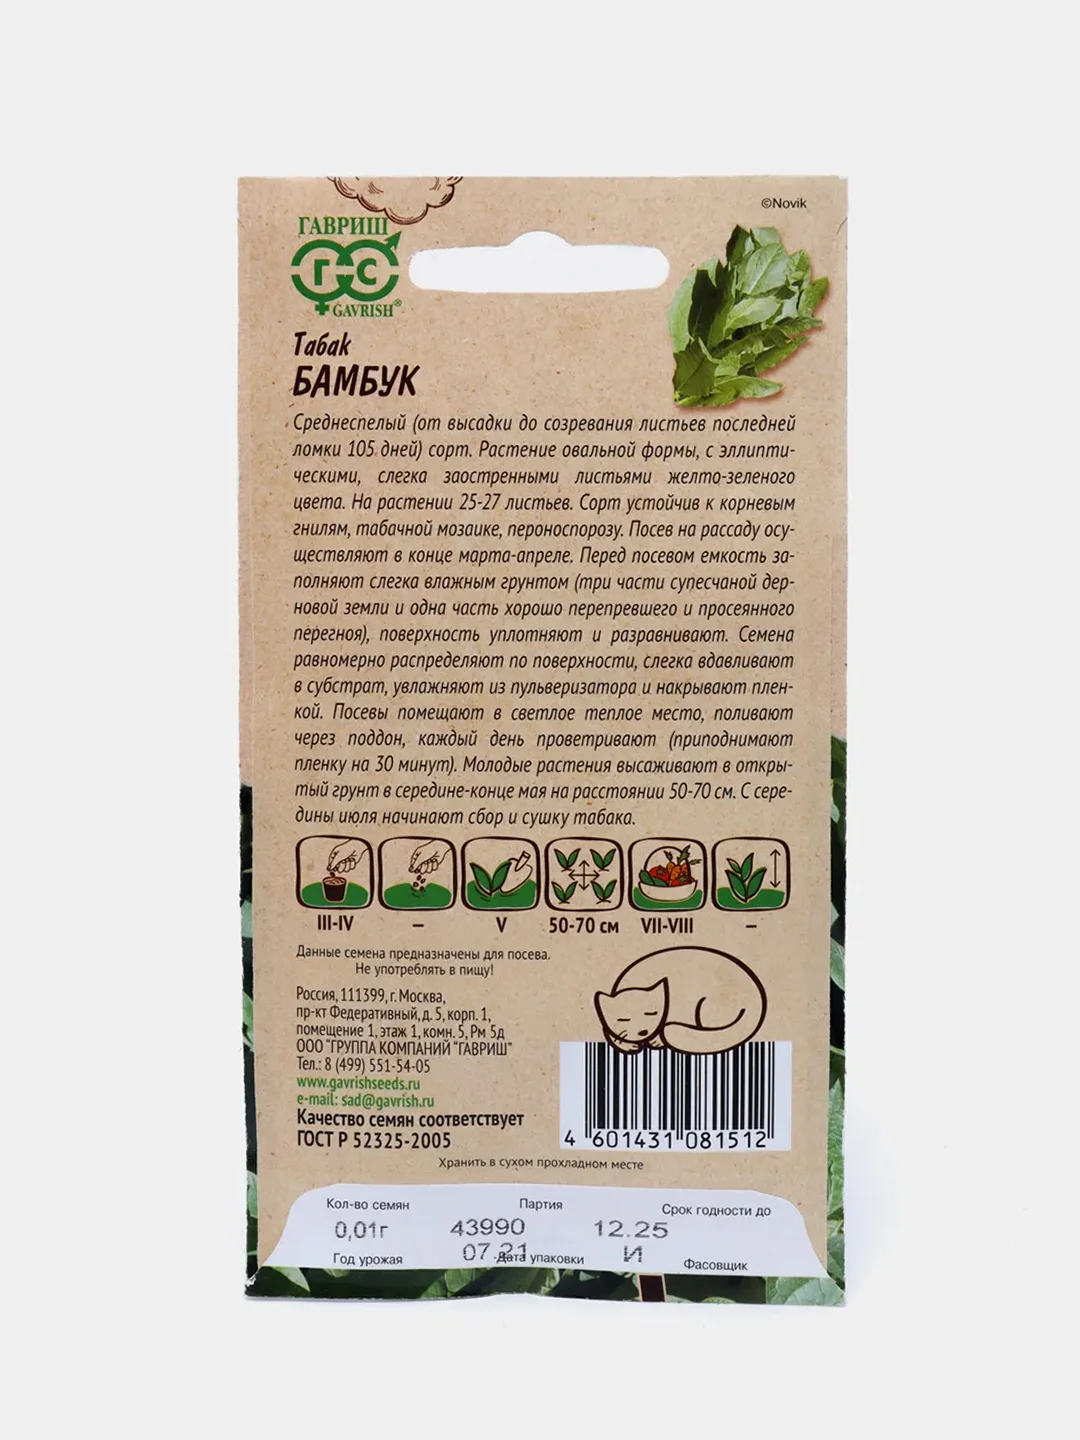 ©Novik
ГАВРИШ
ГС
GAVRISH®
Табак
БАМБУК
Среднеспелый (от высадки до созревания листьев последней
ломки 105 дней) сорт. Растение овальной формы, с эллипти-
ческими, слегка заостренными листьями желто-зеленого
цвета. На растении 25-27 листьев. Сорт устойчив к корневым
гнилям, табачной мозаике, пероноспорозу. Посев на рассаду осу-
ществляют в конце марта-апреле. Перед посевом емкость за-
полняют слегка влажным грунтом (три части супесчаной дер-
новой земли и одна часть хорошо перепревшего и просеянного
перегноя), поверхность уплотняют и разравнивают. Семена
равномерно распределяют по поверхности, слегка вдавливают
в субстрат, увлажняют из пульверизатора и накрывают плен-
кой. Посевы помещают в светлое теплое место, поливают
через поддон, каждый день проветривают (приподнимают
пленку на 30 минут). Молодые растения высаживают в откры-
тый грунт в середине-конце мая на расстоянии 50-70 см. С сере-
дины июля начинают сбор и сушку табака.
III-IV – V 50-70 см VII-VIII –
Данные семена предназначены для посева.
Не употреблять в пищу!
Россия, 111399, г. Москва,
пр-кт Федеративный, д. 5, корп. 1,
помещение 1, этаж 1, комн. 5, Рм 5д
ООО "ГРУППА КОМПАНИЙ "ГАВРИШ"
Тел.: 8 (499) 551-54-05
www.gavrishseeds.ru
e-mail: sad@gavrish.ru
Качество семян соответствует
ГОСТ Р 52325-2005
4 601431 081512
Хранить в сухом прохладном месте
Кол-во семян Партия Срок годности до
0,01г 43990 12.25
07.21 И
Год урожая Дата упаковки Фасовщик